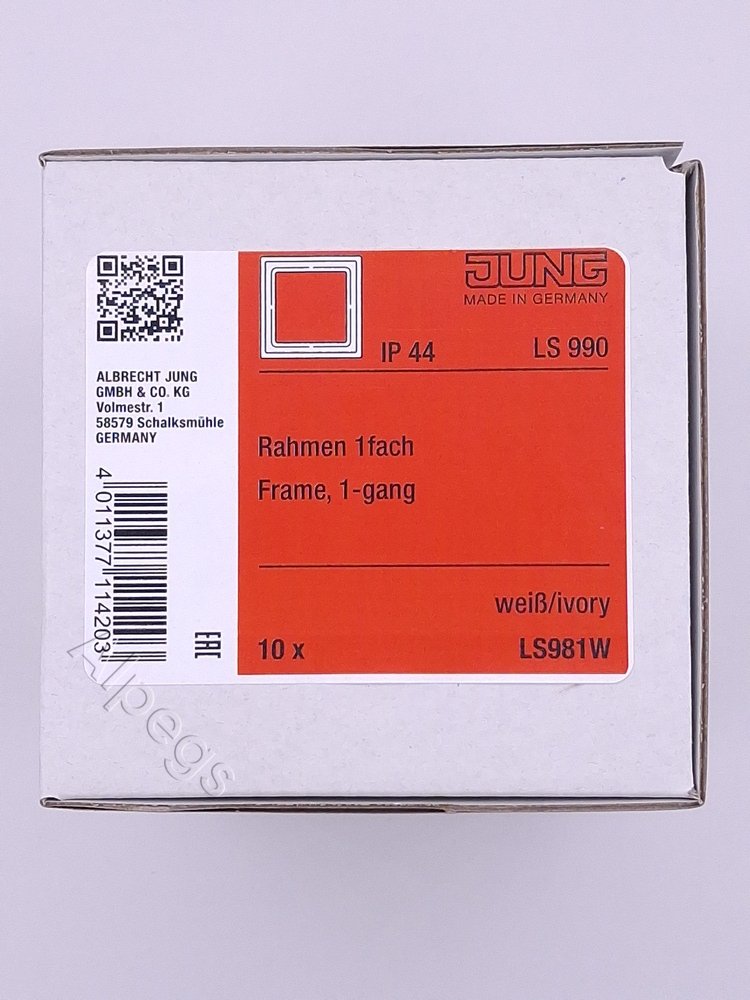 JUNG
MADE IN GERMANY
IP 44
LS 990
ALBRECHT JUNG
GMBH & CO. KG
Volmestr. 1
58579 Schalksmühle
GERMANY
Rahmen 1fach
Frame, 1-gang
weiß/ivory
10 x
LS981W
4 011377 114203
EAC
Alpegs